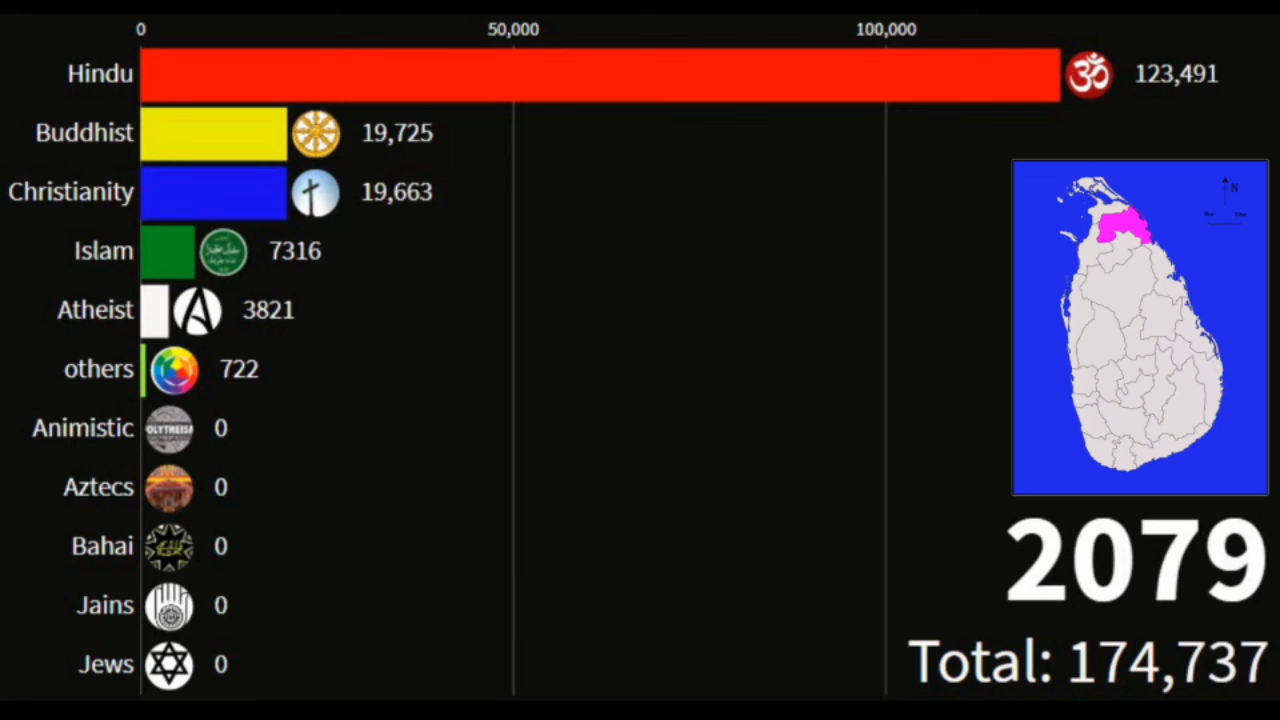 0 50,000 100,000
Hindu 123,491
Buddhist 19,725
Christianity 19,663
Islam 7316
Atheist 3821
others 722
Animistic 0
Aztecs 0
Bahai 0
Jains 0
Jews 0
N
2079
Total: 174,737